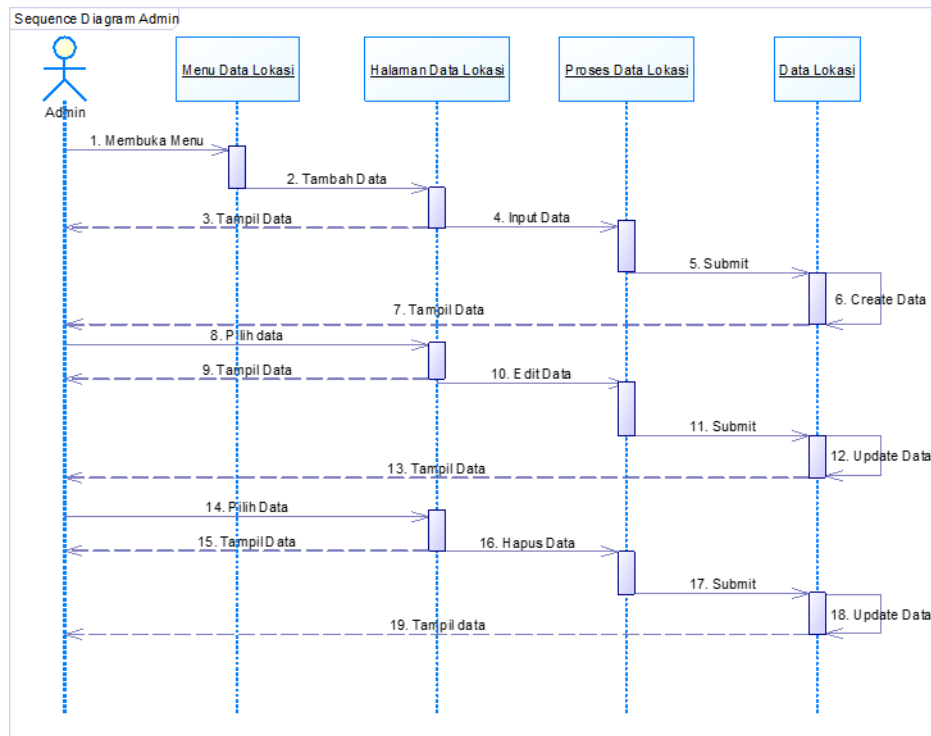 Sequence Diagram Admin
Admin
Menu Data Lokasi
Halaman Data Lokasi
Proses Data Lokasi
Data Lokasi
1. Membuka Menu
2. Tambah Data
3. Tampil Data
4. Input Data
5. Submit
6. Create Data
7. Tampil Data
8. Pilih data
9. Tampil Data
10. Edit Data
11. Submit
12. Update Data
13. Tampil Data
14. Pilih Data
15. Tampil Data
16. Hapus Data
17. Submit
18. Update Data
19. Tampil data